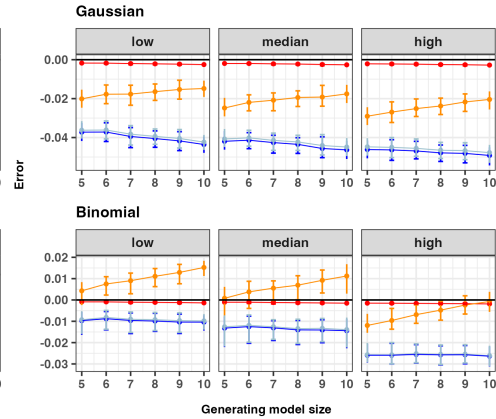 Gaussian
low median high
0.00
-0.02
-0.04
5 6 7 8 9 10 5 6 7 8 9 10 5 6 7 8 9 10
Error
Binomial
low median high
0.02
0.01
0.00
-0.01
-0.02
-0.03
5 6 7 8 9 10 5 6 7 8 9 10 5 6 7 8 9 10
Generating model size